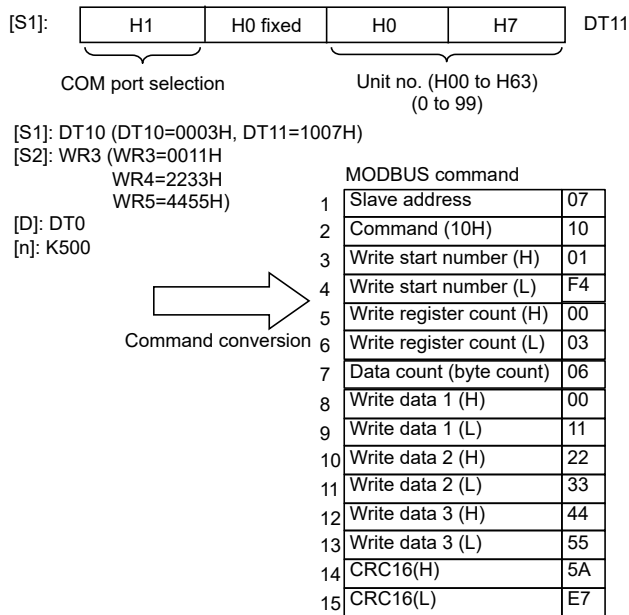 [S1]: H1 H0 fixed H0 H7 DT11
COM port selection
Unit no. (H00 to H63)
(0 to 99)
[S1]: DT10 (DT10=0003H, DT11=1007H)
[S2]: WR3 (WR3=0011H
WR4=2233H
WR5=4455H)
[D]: DT0
[n]: K500
Command conversion
MODBUS command
1 Slave address 07
2 Command (10H) 10
3 Write start number (H) 01
4 Write start number (L) F4
5 Write register count (H) 00
6 Write register count (L) 03
7 Data count (byte count) 06
8 Write data 1 (H) 00
9 Write data 1 (L) 11
10 Write data 2 (H) 22
11 Write data 2 (L) 33
12 Write data 3 (H) 44
13 Write data 3 (L) 55
14 CRC16(H) 5A
15 CRC16(L) E7